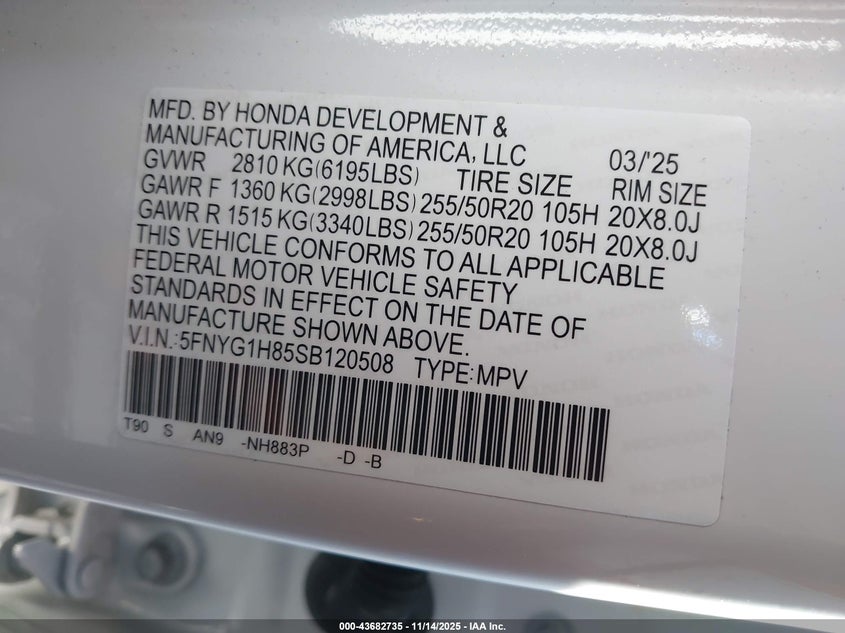 MFD. BY HONDA DEVELOPMENT &
MANUFACTURING OF AMERICA, LLC 03/'25
GVWR 2810 KG(6195LBS) TIRE SIZE RIM SIZE
GAWR F 1360 KG(2998LBS) 255/50R20 105H 20X8.0J
GAWR R 1515 KG(3340LBS) 255/50R20 105H 20X8.0J
THIS VEHICLE CONFORMS TO ALL APPLICABLE
FEDERAL MOTOR VEHICLE SAFETY
STANDARDS IN EFFECT ON THE DATE OF
MANUFACTURE SHOWN ABOVE.
V.I.N.:5FNYG1H85SB120508 TYPE:MPV
T90 S AN9 -NH883P -D -B
000-43682735 - 11/14/2025 - IAA Inc.